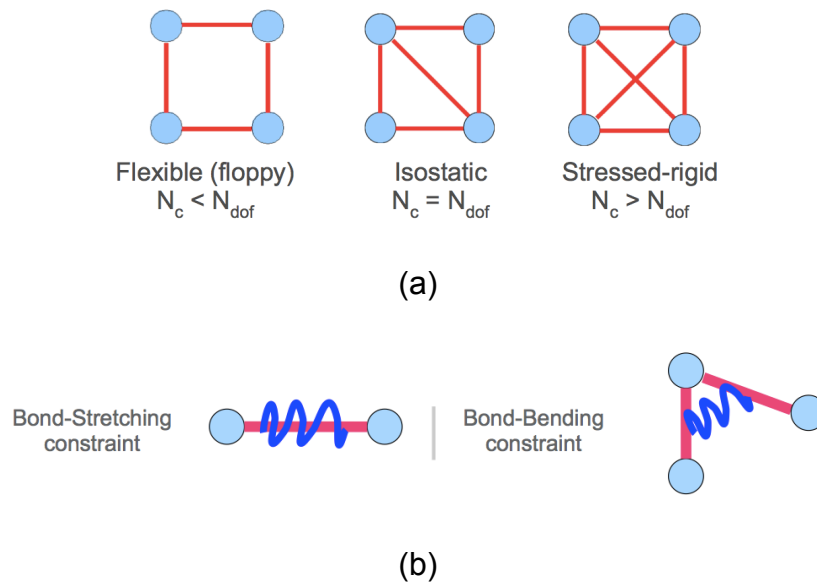 Flexible (floppy)
N_c < N_dof
Isostatic
N_c = N_dof
Stressed-rigid
N_c > N_dof
(a)
Bond-Stretching
constraint
Bond-Bending
constraint
(b)